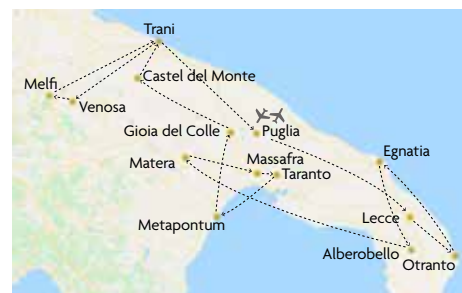 Trani
Castel del Monte
Melfi
Venosa
Gioia del Colle
Puglia
Egnatia
Matera
Massafra
Taranto
Lecce
Metapontum
Alberobello
Otranto